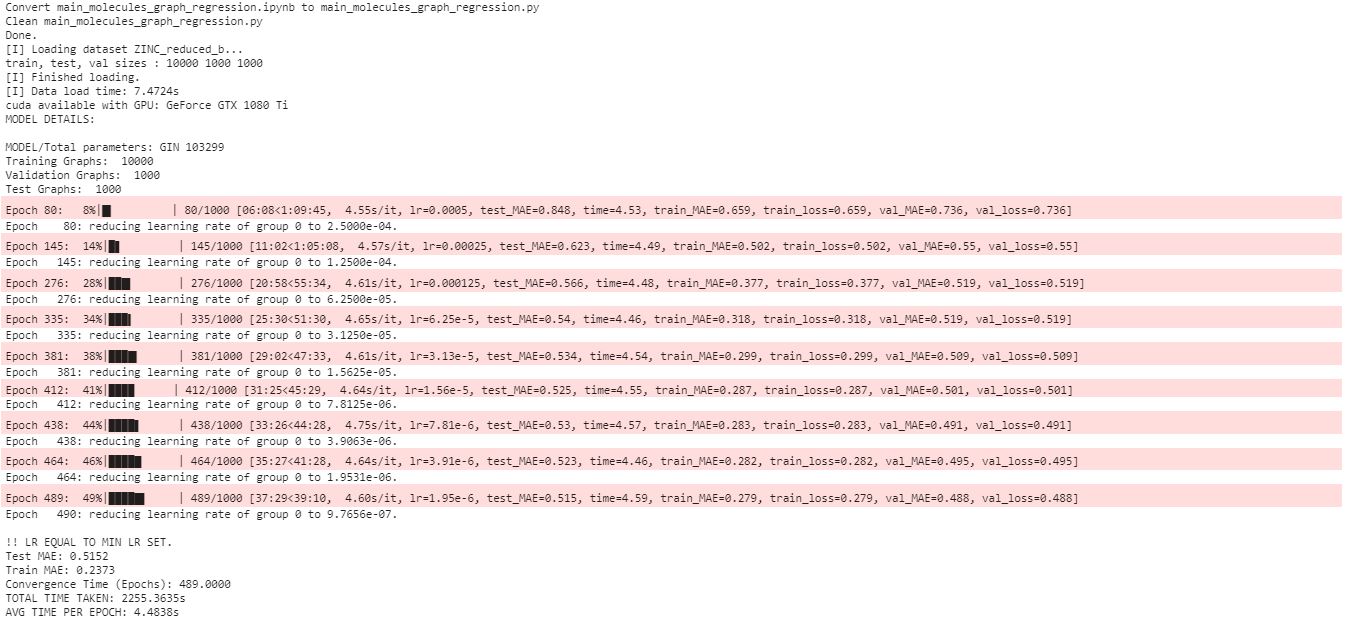 Convert main_molecules_graph_regression.ipynb to main_molecules_graph_regression.py
Clean main_molecules_graph_regression.py
Done.
[I] Loading dataset ZINC_reduced_b...
train, test, val sizes : 10000 1000 1000
[I] Finished loading.
[I] Data load time: 7.4724s
cuda available with GPU: GeForce GTX 1080 Ti
MODEL DETAILS:

MODEL/Total parameters: GIN 103299
Training Graphs:  10000
Validation Graphs:  1000
Test Graphs:  1000
Epoch 80:   8%|█         | 80/1000 [06:08<1:09:45,  4.55s/it, lr=0.0005, test_MAE=0.848, time=4.53, train_MAE=0.659, train_loss=0.659, val_MAE=0.736, val_loss=0.736]
Epoch    80: reducing learning rate of group 0 to 2.5000e-04.
Epoch 145:  14%|█▌        | 145/1000 [11:02<1:05:08,  4.57s/it, lr=0.00025, test_MAE=0.623, time=4.49, train_MAE=0.502, train_loss=0.502, val_MAE=0.55, val_loss=0.55]
Epoch   145: reducing learning rate of group 0 to 1.2500e-04.
Epoch 276:  28%|██▊       | 276/1000 [20:58<55:34,  4.61s/it, lr=0.000125, test_MAE=0.566, time=4.48, train_MAE=0.377, train_loss=0.377, val_MAE=0.519, val_loss=0.519]
Epoch   276: reducing learning rate of group 0 to 6.2500e-05.
Epoch 335:  34%|███▍      | 335/1000 [25:30<51:30,  4.65s/it, lr=6.25e-5, test_MAE=0.54, time=4.46, train_MAE=0.318, train_loss=0.318, val_MAE=0.519, val_loss=0.519]
Epoch   335: reducing learning rate of group 0 to 3.1250e-05.
Epoch 381:  38%|███▊      | 381/1000 [29:02<47:33,  4.61s/it, lr=3.13e-5, test_MAE=0.534, time=4.54, train_MAE=0.299, train_loss=0.299, val_MAE=0.509, val_loss=0.509]
Epoch   381: reducing learning rate of group 0 to 1.5625e-05.
Epoch 412:  41%|████      | 412/1000 [31:25<45:29,  4.64s/it, lr=1.56e-5, test_MAE=0.525, time=4.55, train_MAE=0.287, train_loss=0.287, val_MAE=0.501, val_loss=0.501]
Epoch   412: reducing learning rate of group 0 to 7.8125e-06.
Epoch 438:  44%|████▍     | 438/1000 [33:26<44:28,  4.75s/it, lr=7.81e-6, test_MAE=0.53, time=4.57, train_MAE=0.283, train_loss=0.283, val_MAE=0.491, val_loss=0.491]
Epoch   438: reducing learning rate of group 0 to 3.9063e-06.
Epoch 464:  46%|████▋     | 464/1000 [35:27<41:28,  4.64s/it, lr=3.91e-6, test_MAE=0.523, time=4.46, train_MAE=0.282, train_loss=0.282, val_MAE=0.495, val_loss=0.495]
Epoch   464: reducing learning rate of group 0 to 1.9531e-06.
Epoch 489:  49%|████▉     | 489/1000 [37:29<39:10,  4.60s/it, lr=1.95e-6, test_MAE=0.515, time=4.59, train_MAE=0.279, train_loss=0.279, val_MAE=0.488, val_loss=0.488]
Epoch   490: reducing learning rate of group 0 to 9.7656e-07.

!! LR EQUAL TO MIN LR SET.
Test MAE: 0.5152
Train MAE: 0.2373
Convergence Time (Epochs): 489.0000
TOTAL TIME TAKEN: 2255.3635s
AVG TIME PER EPOCH: 4.4838s